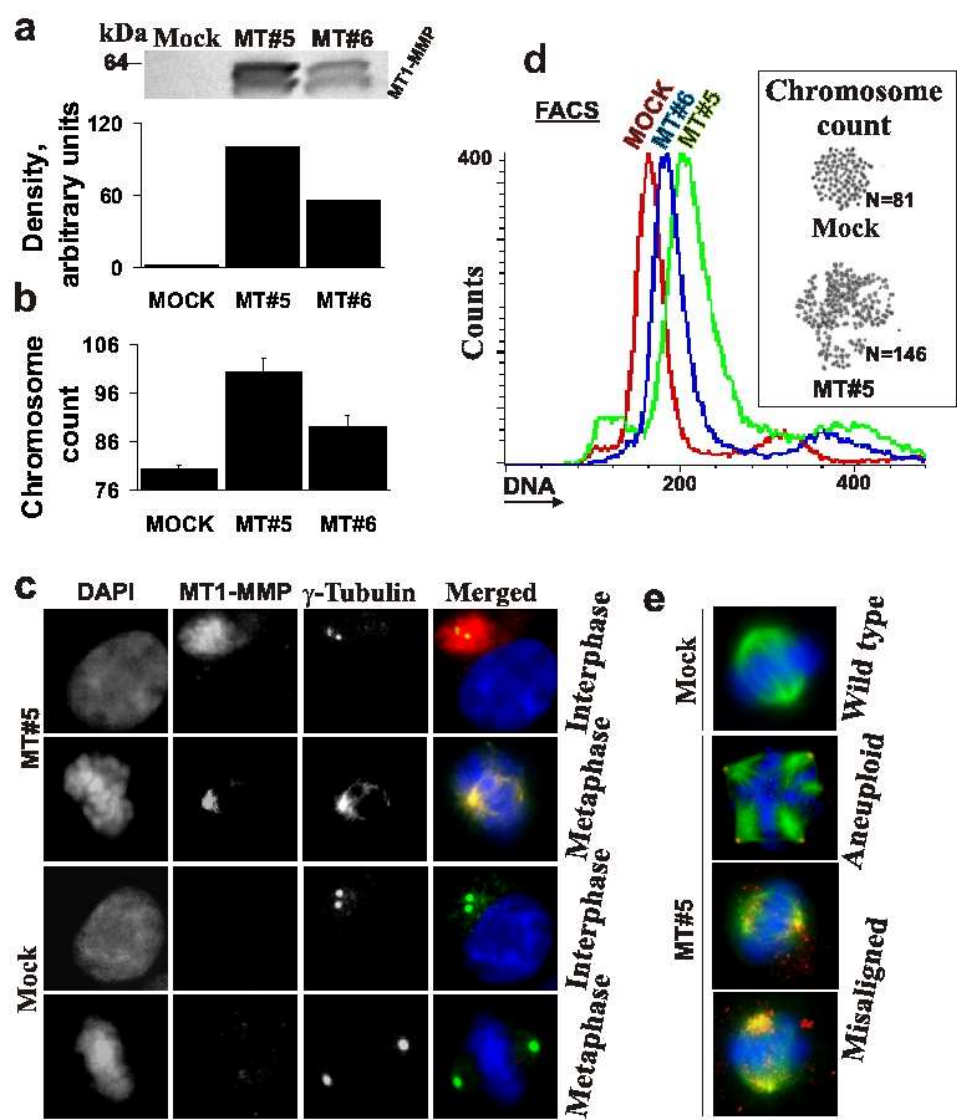 a
kDa Mock MT#5 MT#6
64
MT1-MMP
Density,
arbitrary units
120
60
0
MOCK MT#5 MT#6
b
Chromosome
count
106
96
86
76
MOCK MT#5 MT#6
c
DAPI MT1-MMP γ-Tubulin Merged
MT#5
Interphase
Metaphase
Mock
Interphase
Metaphase
d
FACS
MOCK
MT#6
MT#5
400
Counts
DNA
200
400
Chromosome
count
N=81
Mock
N=146
MT#5
e
Mock
Wild type
MT#5
Aneuploid
Misaligned